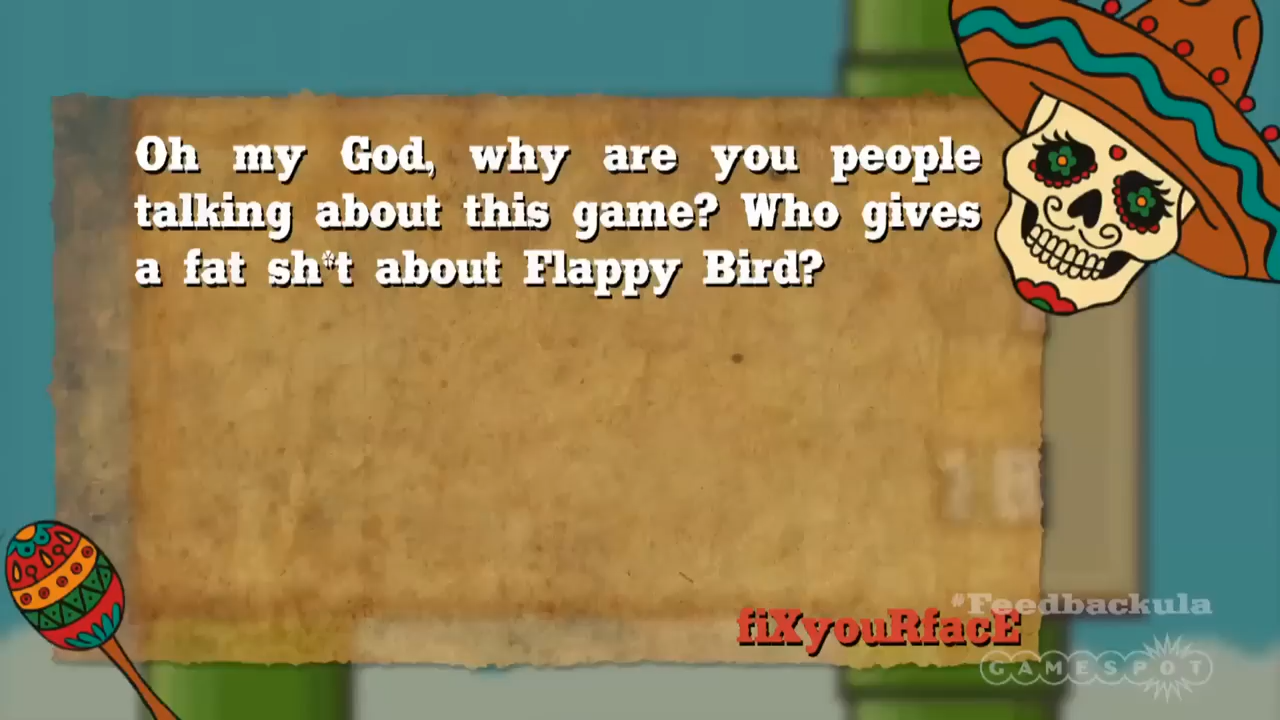 Oh my God, why are you people
talking about this game? Who gives
a fat sh*t about Flappy Bird?
16
fiXyouRfacE
#Feedbackula
GAMESPOT